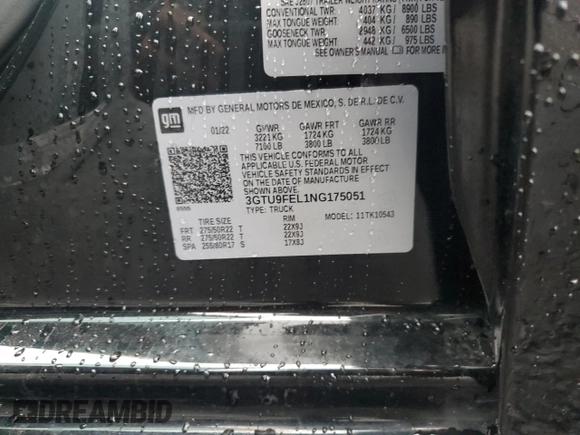 CONVENTIONAL TWR 4037 KG/ 8900 LBS
MAX TONGUE WEIGHT 404 KG/ 890 LBS
GOOSENECK TWR 2948 KG/ 6500 LBS
MAX TONGUE WEIGHT 442 KG/ 975 LBS
SEE OWNER'S MANUAL FOR MORE
gm
MFD BY GENERAL MOTORS DE MEXICO, S. DE R.L. DE C.V.
01/22 GVWR GAWR FRT GAWR RR
3221 KG 1724 KG 1724 KG
7100 LB 3800 LB 3800 LB
THIS VEHICLE CONFORMS TO ALL
APPLICABLE U.S. FEDERAL MOTOR
VEHICLE SAFETY STANDARDS IN EFFECT
ON THE DATE OF MANUFACTURE
SHOWN ABOVE.
3GTU9FEL1NG175051
TYPE: TRUCK MODEL: 11TK10543
TIRE SIZE RIM
FRT 275/50R22 T 22X9J
RR 275/50R22 T 22X9J
SPA 255/80R17 S 17X8J
DREAMBID